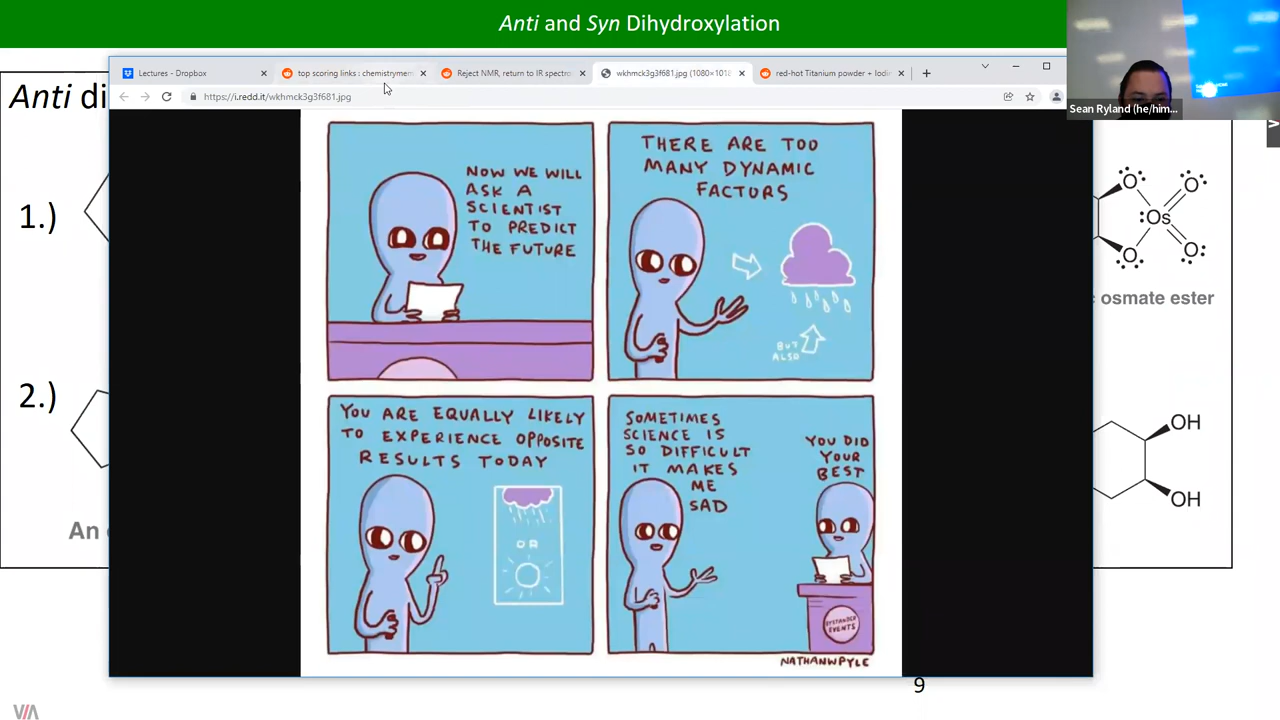 Anti and Syn Dihydroxylation
Sean Ryland (he/him...
Lectures - Dropbox
top scoring links : chemistrymem
Reject NMR, return to IR spectro
wkhmck3g3f681.jpg (1080×101
red-hot Titanium powder + Iodin
https://i.redd.it/wkhmck3g3f681.jpg
Anti di
1.)
2.)
An
NOW WE WILL
ASK A
SCIENTIST
TO PREDICT
THE FUTURE
THERE ARE TOO
MANY DYNAMIC
FACTORS
BUT
ALSO
YOU ARE EQUALLY LIKELY
TO EXPERIENCE OPPOSITE
RESULTS TODAY
OR
SOMETIMES
SCIENCE IS
SO DIFFICULT
IT MAKES
ME
SAD
YOU DID
YOUR
BEST
BYSTANDER
EVENTS
NATHANWPYLE
O
O
Os
O
O
osmate ester
OH
OH
9
VIA